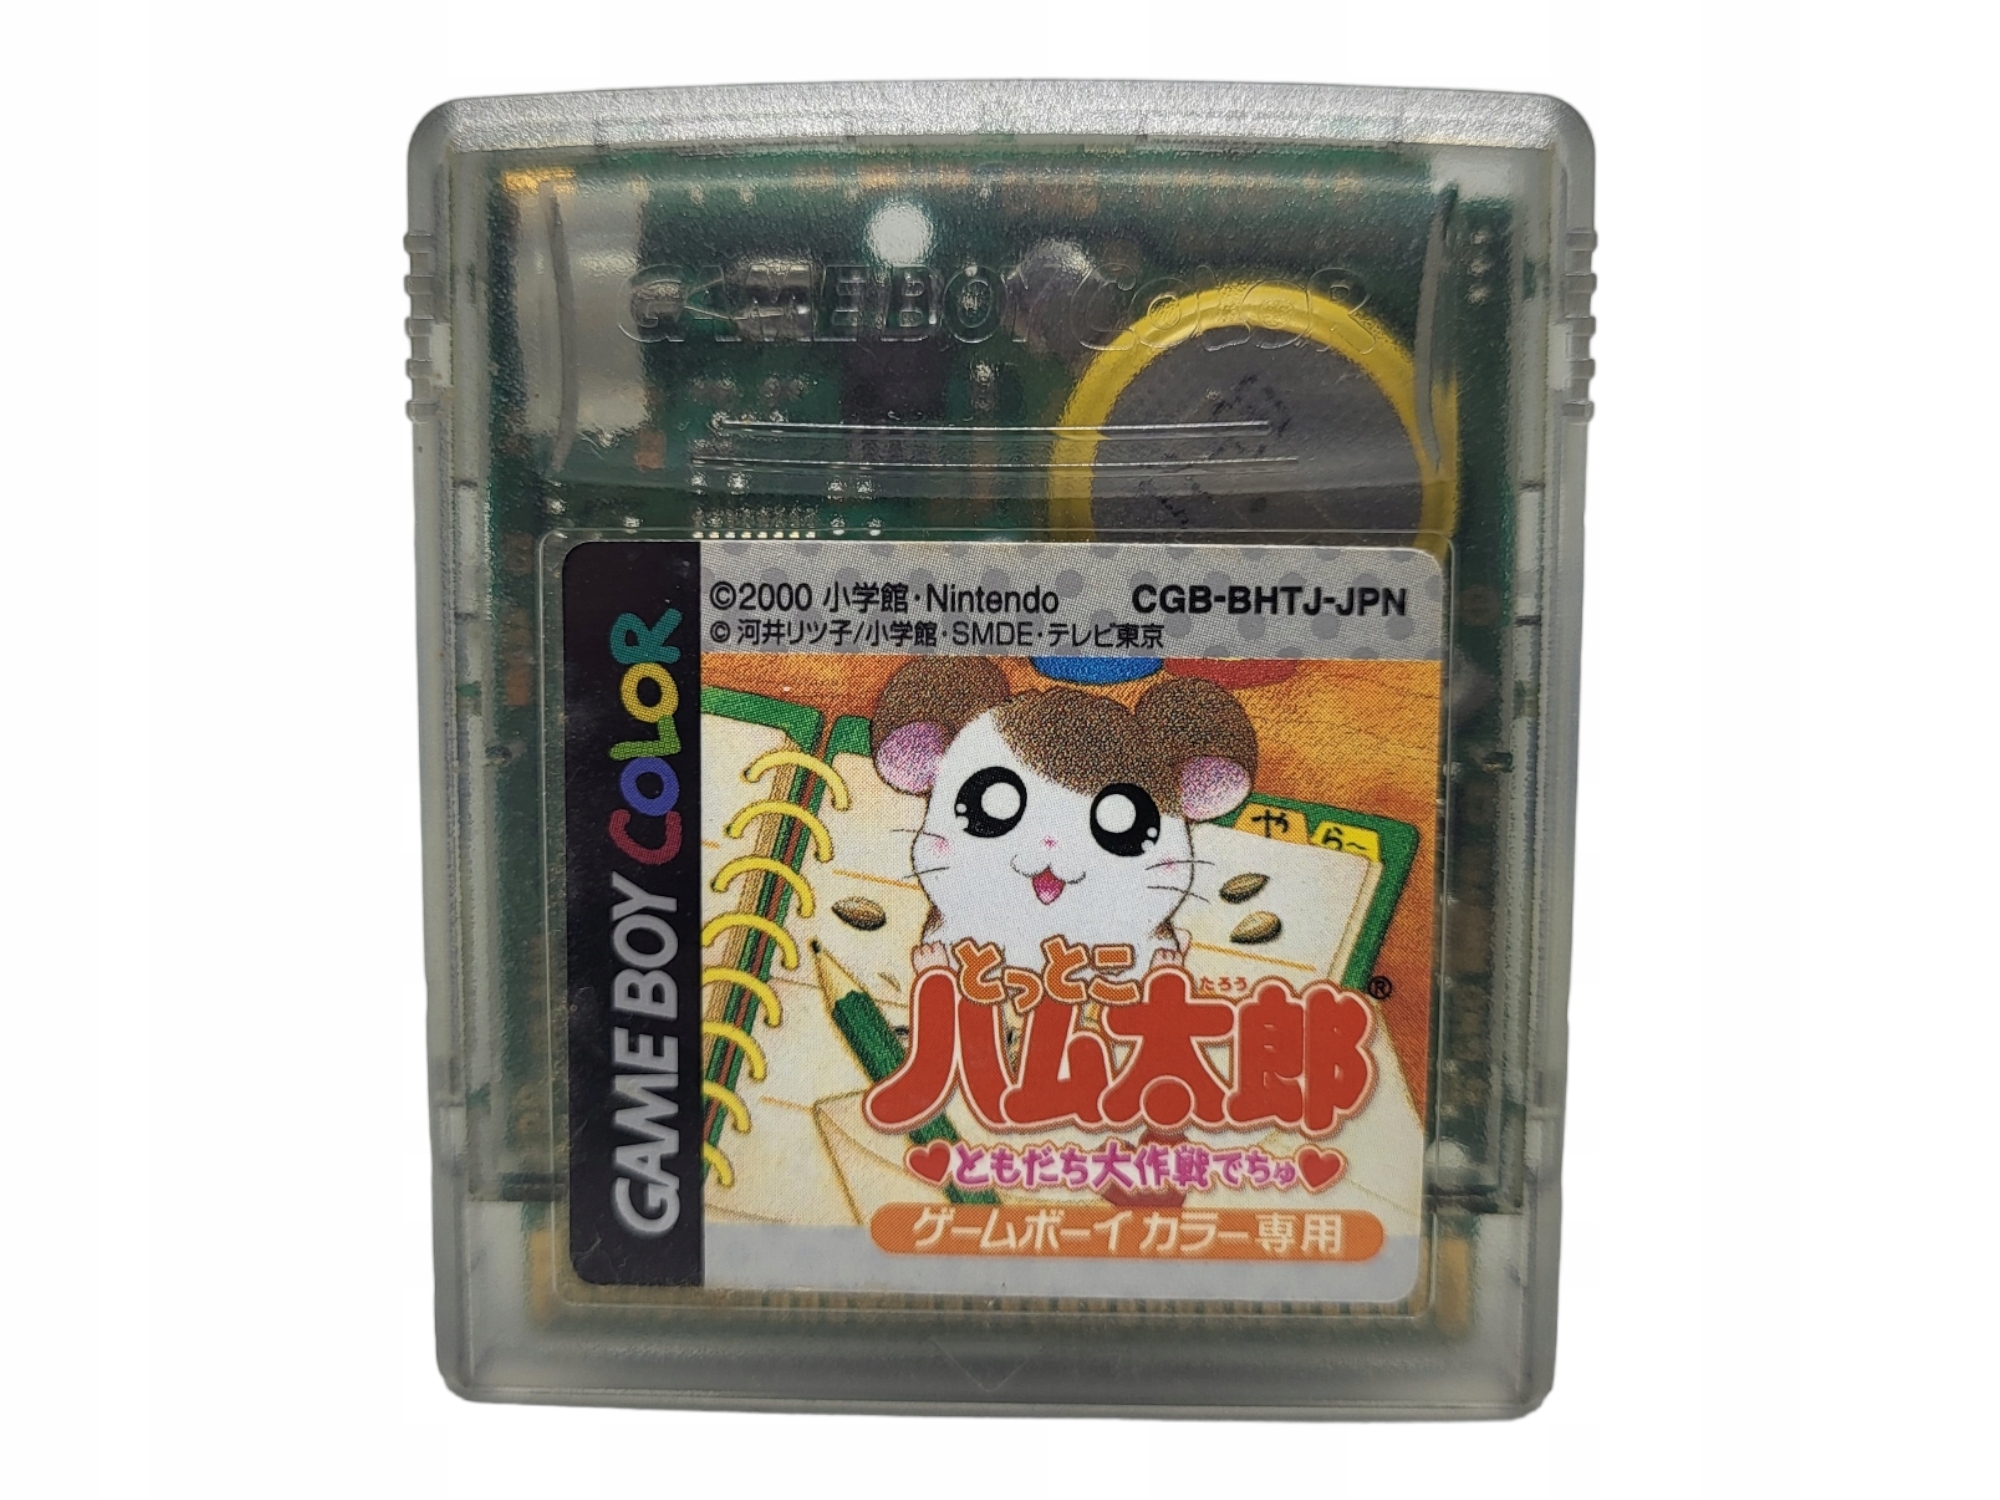 GAME BOY COLOR
GAME BOY COLOR
©2000 小学館·Nintendo CGB-BHTJ-JPN
© 河井リツ子/小学館·SMDE·テレビ東京
や
ら〜
とっとこ
たろう
ハム太郎®
ともだち大作戦でちゅ
ゲームボーイ カラー専用